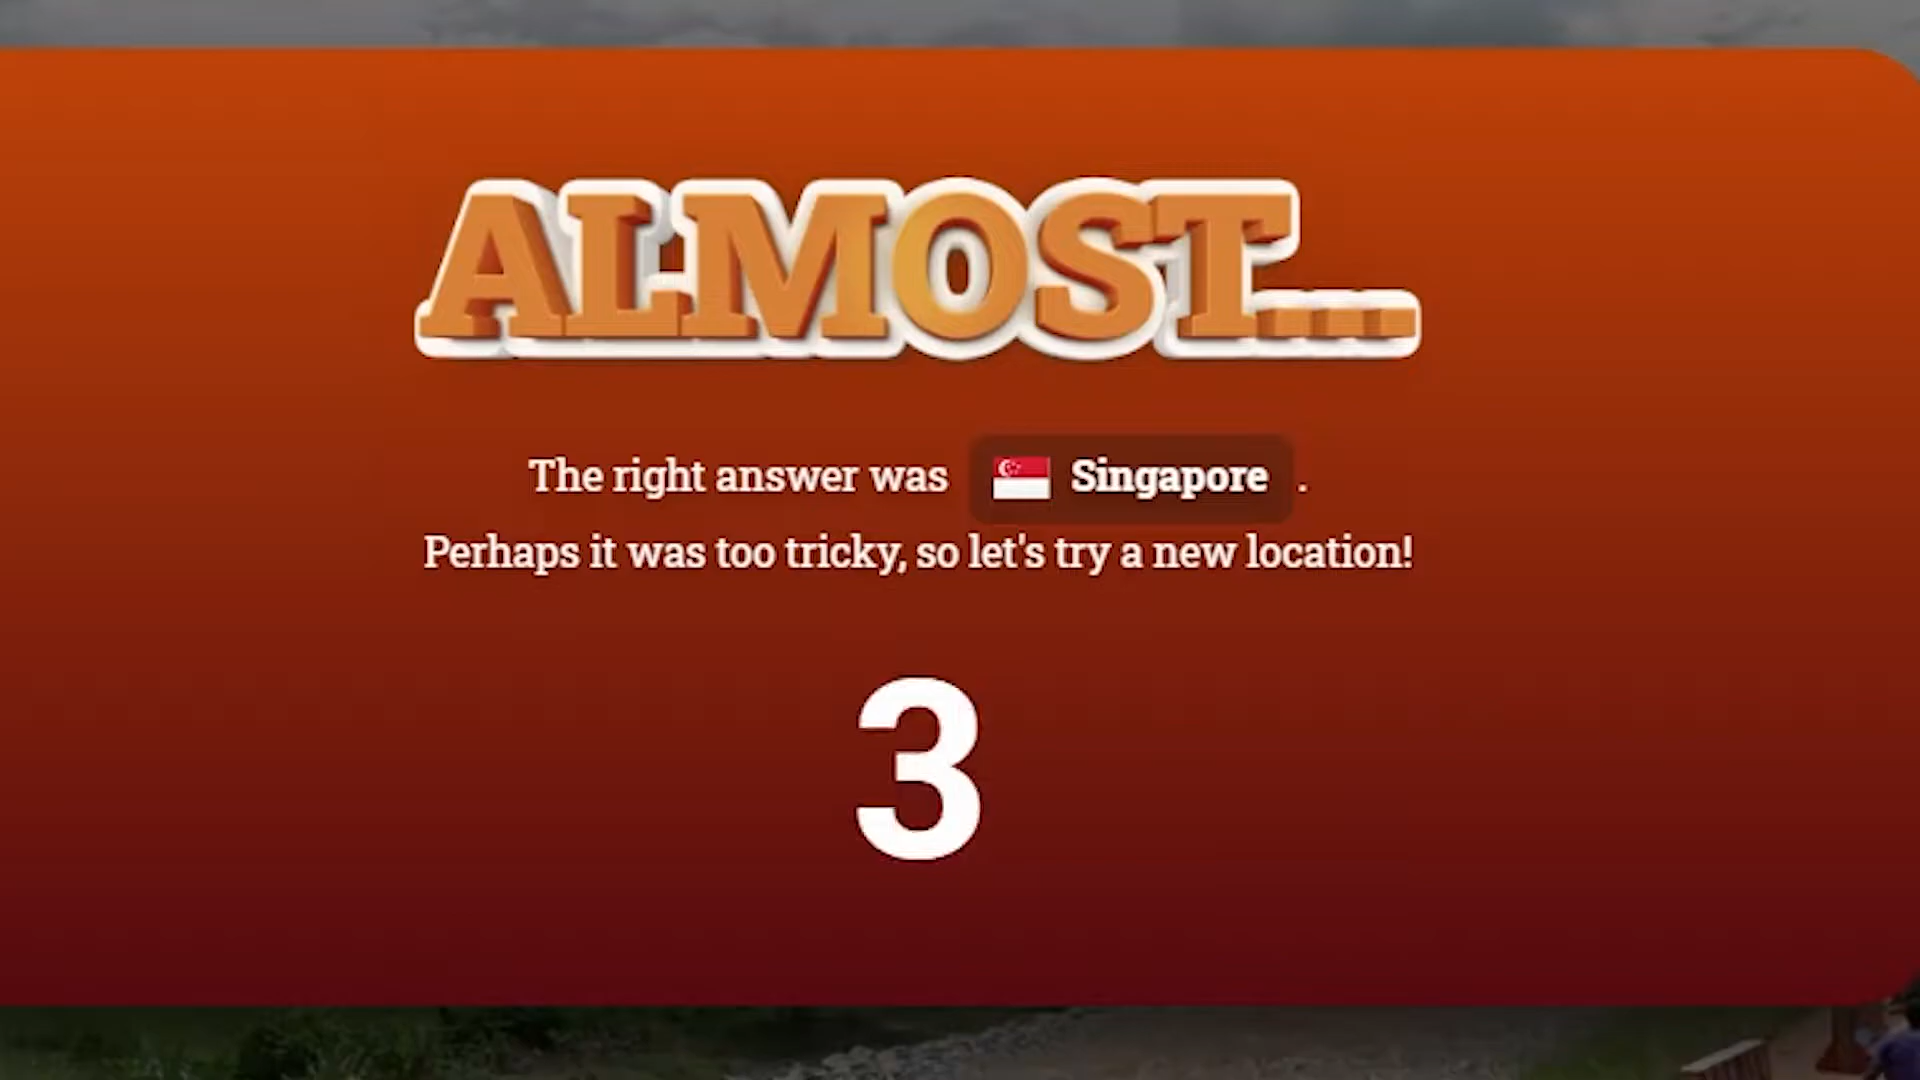 ALMOST...
The right answer was Singapore .
Perhaps it was too tricky, so let's try a new location!
3